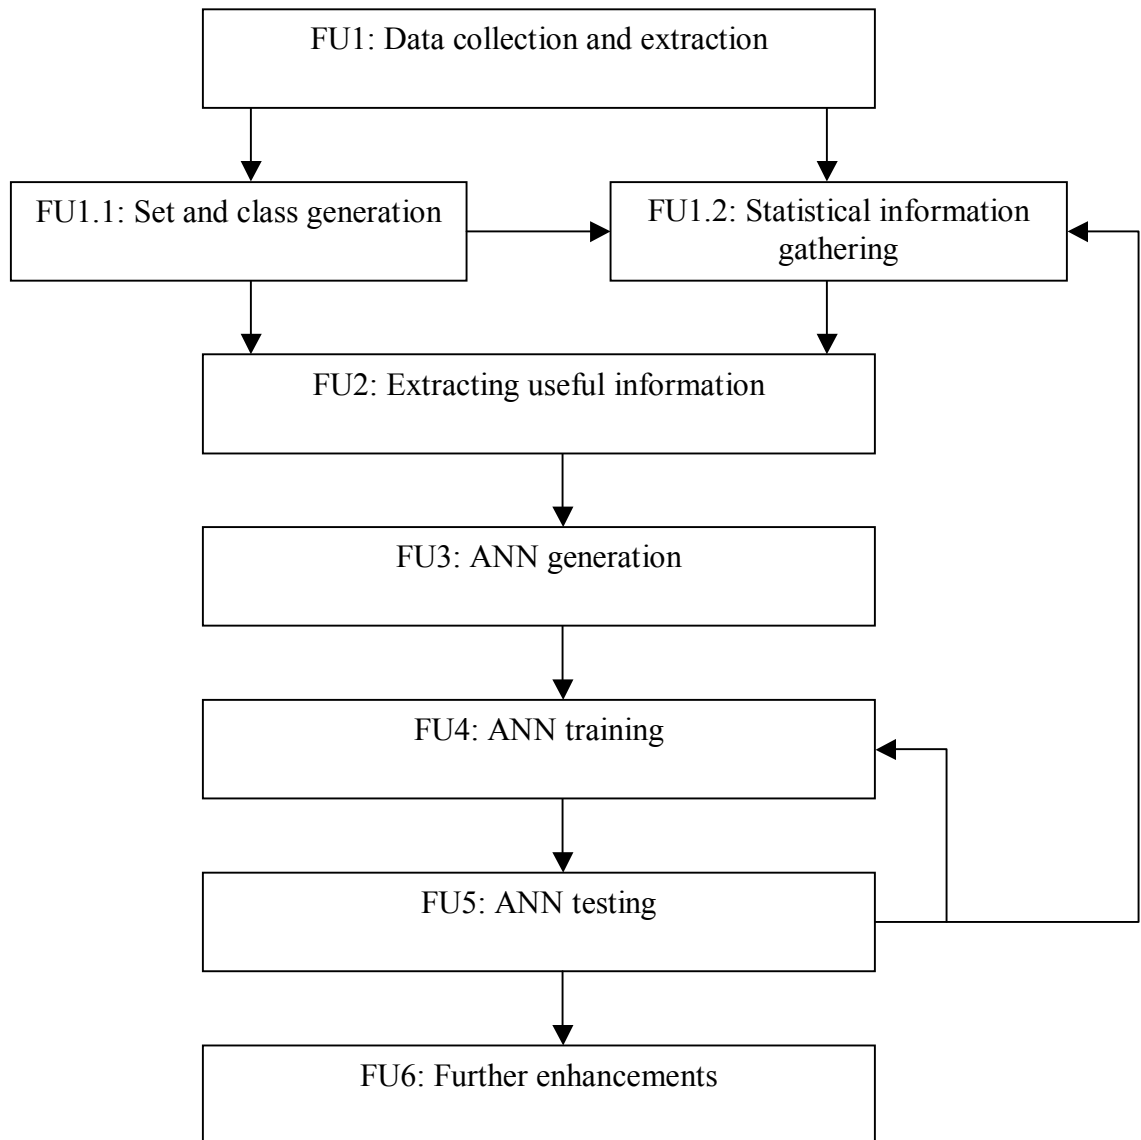 FU1: Data collection and extraction
FU1.1: Set and class generation
FU1.2: Statistical information
gathering
FU2: Extracting useful information
FU3: ANN generation
FU4: ANN training
FU5: ANN testing
FU6: Further enhancements